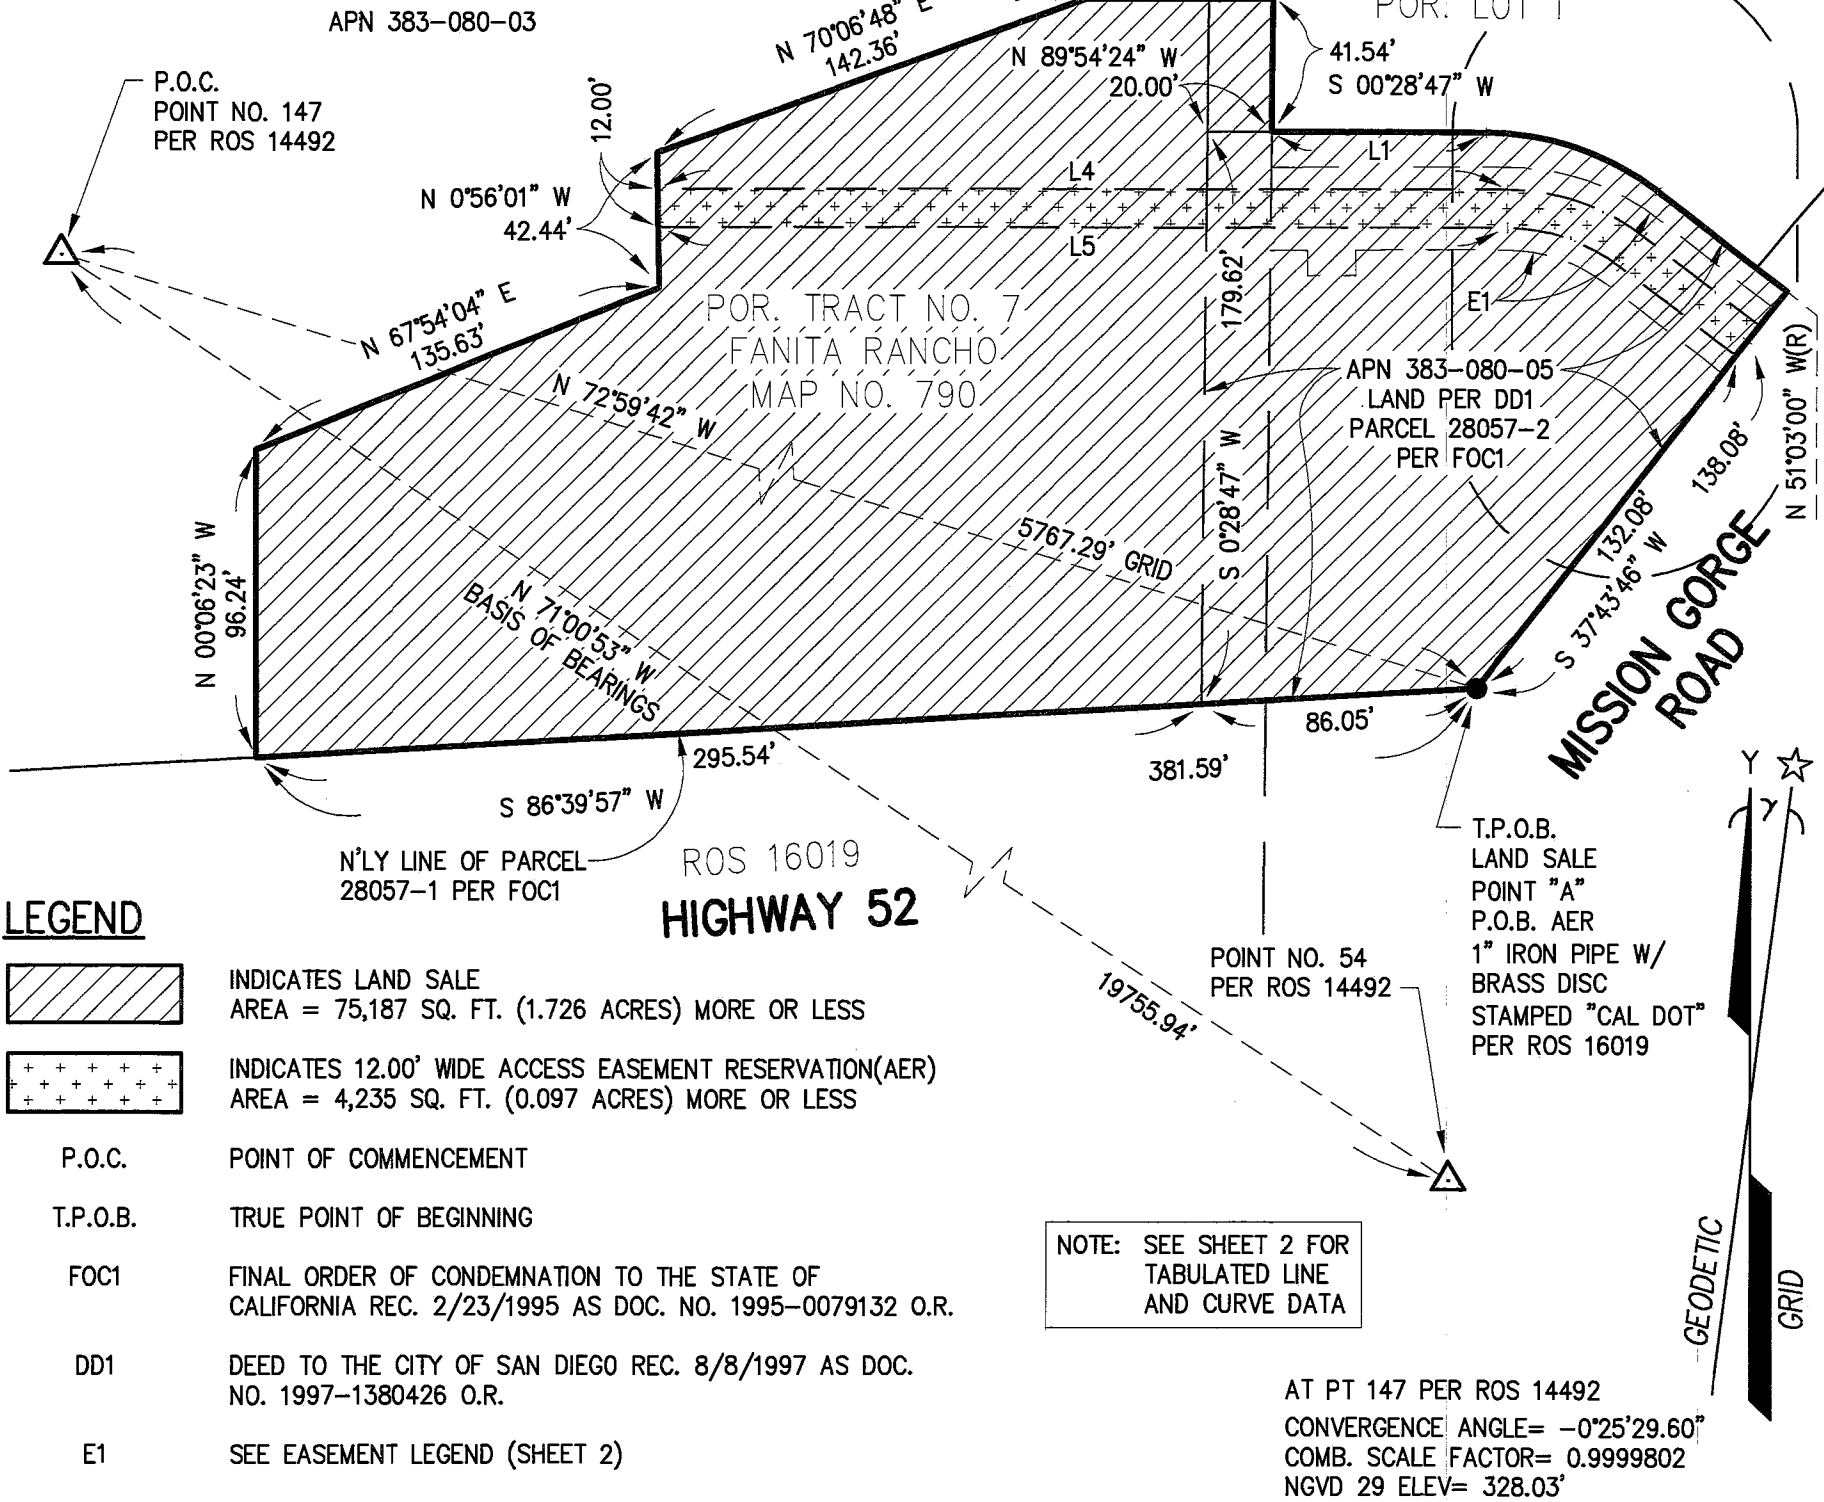 APN 383-080-03
P.O.C.
POINT NO. 147
PER ROS 14492
N 70°06'48" E
142.36'
12.00'
N 0°56'01" W
42.44'
N 89°54'24" W
20.00'
POR. LOT 1
41.54'
S 00°28'47" W
L1
L4
L5
E1
179.62'
S 0°28'47" W
N 67°54'04" E
135.63'
POR. TRACT NO. 7
FANITA RANCHO
MAP NO. 790
N 72°59'42" W
5767.29' GRID
APN 383-080-05
LAND PER DD1
PARCEL 28057-2
PER FOC1
N 51°03'00" W(R)
138.08'
132.08'
S 37°43'46" W
MISSION GORGE
ROAD
N 00°06'23" W
96.24'
N 71°00'53" W
BASIS OF BEARINGS
295.54'
86.05'
381.59'
S 86°39'57" W
N'LY LINE OF PARCEL
28057-1 PER FOC1
ROS 16019
HIGHWAY 52
T.P.O.B.
LAND SALE
POINT "A"
P.O.B. AER
1" IRON PIPE W/
BRASS DISC
STAMPED "CAL DOT"
PER ROS 16019
POINT NO. 54
PER ROS 14492
19755.94'
Y
γ
GEODETIC
GRID
LEGEND
INDICATES LAND SALE
AREA = 75,187 SQ. FT. (1.726 ACRES) MORE OR LESS
INDICATES 12.00' WIDE ACCESS EASEMENT RESERVATION(AER)
AREA = 4,235 SQ. FT. (0.097 ACRES) MORE OR LESS
P.O.C. POINT OF COMMENCEMENT
T.P.O.B. TRUE POINT OF BEGINNING
FOC1 FINAL ORDER OF CONDEMNATION TO THE STATE OF
CALIFORNIA REC. 2/23/1995 AS DOC. NO. 1995-0079132 O.R.
DD1 DEED TO THE CITY OF SAN DIEGO REC. 8/8/1997 AS DOC.
NO. 1997-1380426 O.R.
E1 SEE EASEMENT LEGEND (SHEET 2)
NOTE: SEE SHEET 2 FOR
TABULATED LINE
AND CURVE DATA
AT PT 147 PER ROS 14492
CONVERGENCE ANGLE= -0°25'29.60"
COMB. SCALE FACTOR= 0.9999802
NGVD 29 ELEV= 328.03'